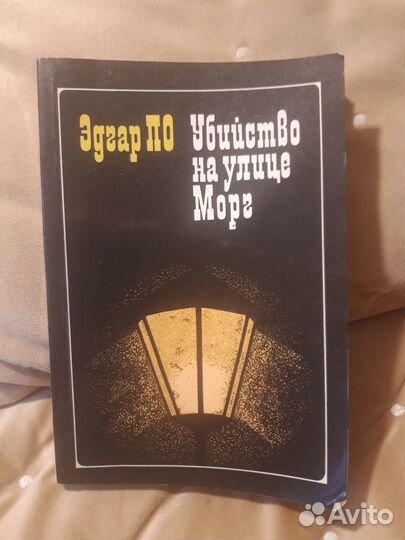 Эдгар ПО
Убийство
на улице
Морг
Avito